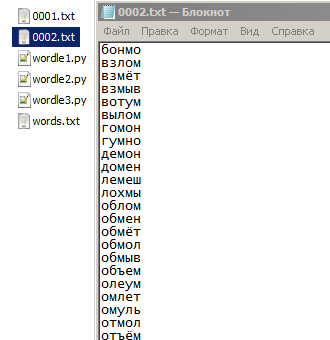 0001.txt
0002.txt
wordle1.py
wordle2.py
wordle3.py
words.txt
0002.txt — Блокнот
Файл Правка Формат Вид Справка
бонмо
взлом
взмёт
взмыв
вотум
вылом
гомон
гумно
демон
домен
лемеш
лохмы
облом
обмен
обмёт
обмол
обмыв
объем
олеум
омлет
омуль
отмол
отъём